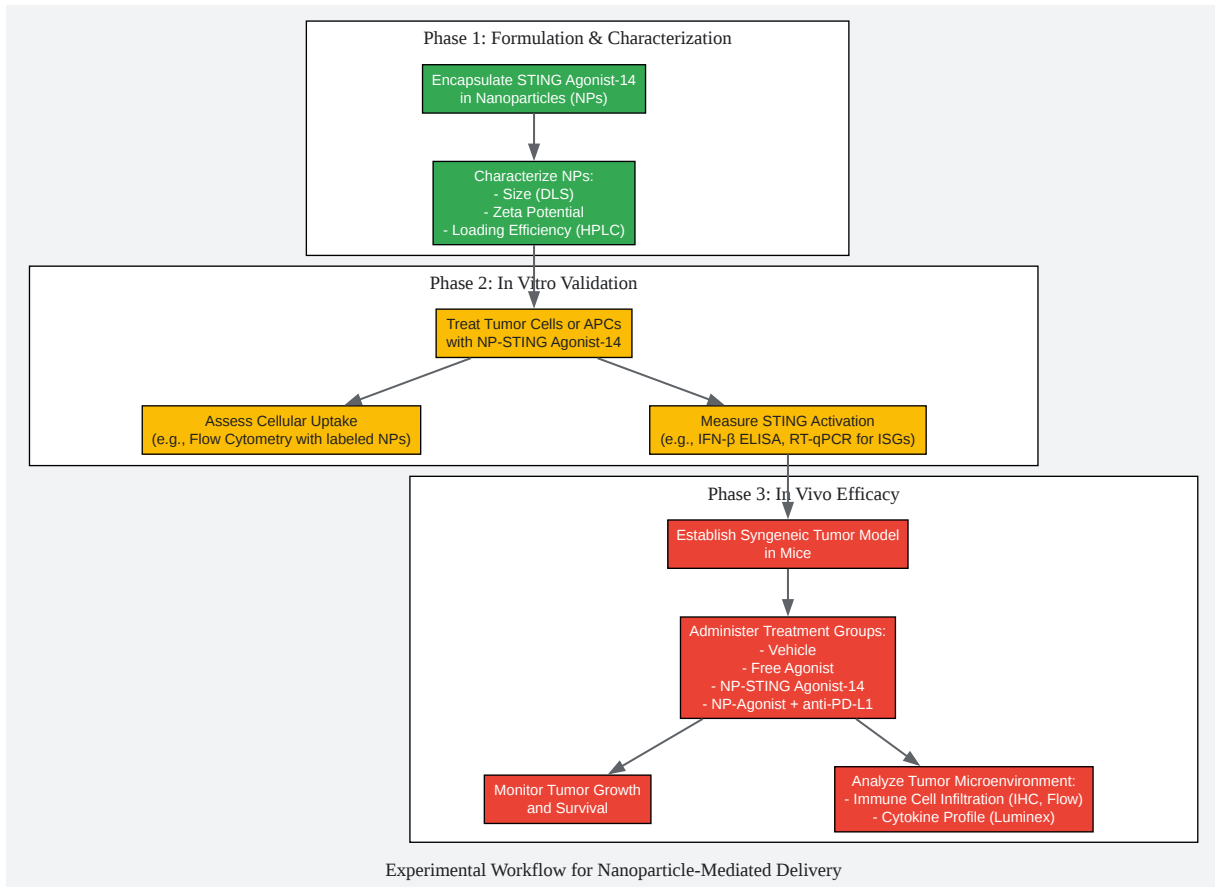 Phase 1: Formulation & Characterization
Encapsulate STING Agonist-14
in Nanoparticles (NPs)
Characterize NPs:
- Size (DLS)
- Zeta Potential
- Loading Efficiency (HPLC)
Phase 2: In Vitro Validation
Treat Tumor Cells or APCs
with NP-STING Agonist-14
Assess Cellular Uptake
(e.g., Flow Cytometry with labeled NPs)
Measure STING Activation
(e.g., IFN-β ELISA, RT-qPCR for ISGs)
Phase 3: In Vivo Efficacy
Establish Syngeneic Tumor Model
in Mice
Administer Treatment Groups:
- Vehicle
- Free Agonist
- NP-STING Agonist-14
- NP-Agonist + anti-PD-L1
Monitor Tumor Growth
and Survival
Analyze Tumor Microenvironment:
- Immune Cell Infiltration (IHC, Flow)
- Cytokine Profile (Luminex)
Experimental Workflow for Nanoparticle-Mediated Delivery